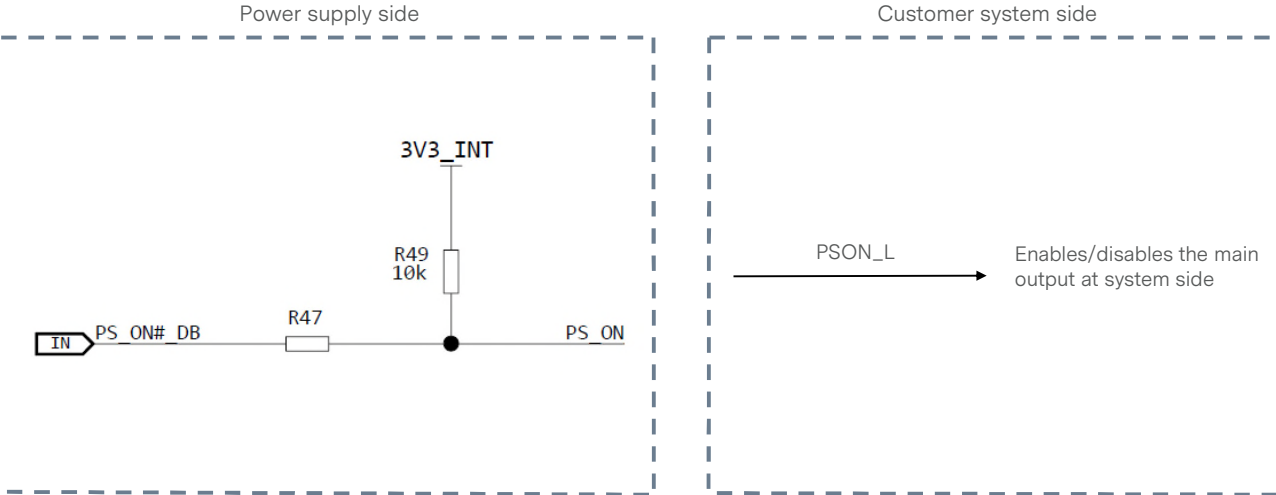 Power supply side
Customer system side
3V3_INT
R49
10k
R47
IN
PS_ON#_DB
PS_ON
PSON_L
Enables/disables the main
output at system side